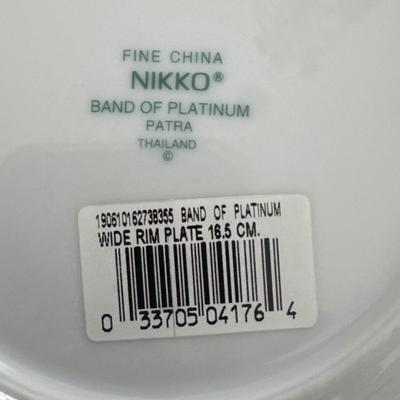 FINE CHINA
NIKKO®
BAND OF PLATINUM
PATRA
THAILAND
©
190610162738355 BAND OF PLATINUM
WIDE RIM PLATE 16.5 CM.
0 33705 04176 4